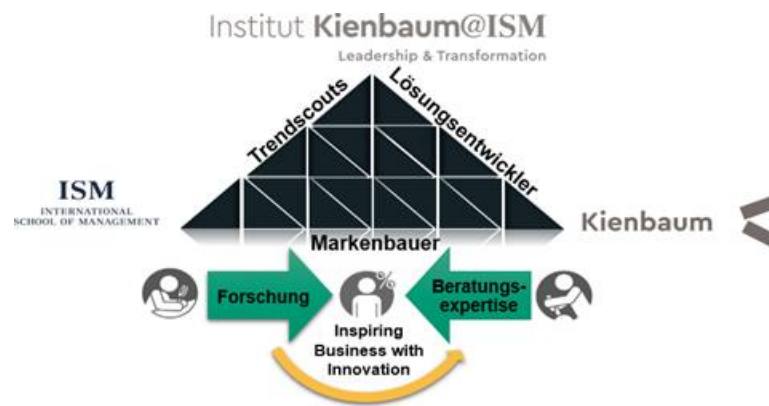 Institut Kienbaum@ISM
Leadership & Transformation
Trendscouts
Lösungsentwickler
ISM
INTERNATIONAL
SCHOOL OF MANAGEMENT
Kienbaum
Markenbauer
Forschung
%
Beratungs-
expertise
Inspiring
Business with
Innovation